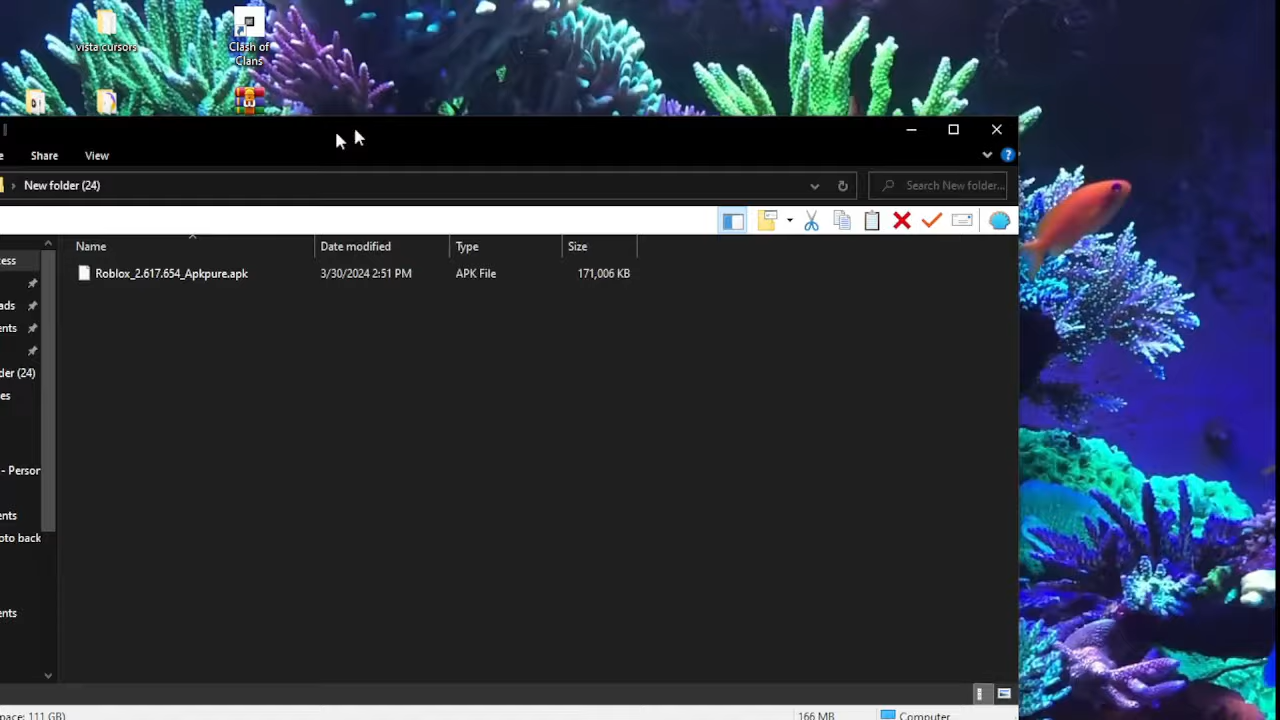 vista cursors
Clash of
Clans
e
Share
View
New folder (24)
Search New folder...
Name
Date modified
Type
Size
Roblox_2.617.654_Apkpure.apk
3/30/2024 2:51 PM
APK File
171,006 KB
ess
ads
ents
der (24)
es
- Person
ents
oto back
ents
pace: 111 GB)
166 MB
Computer